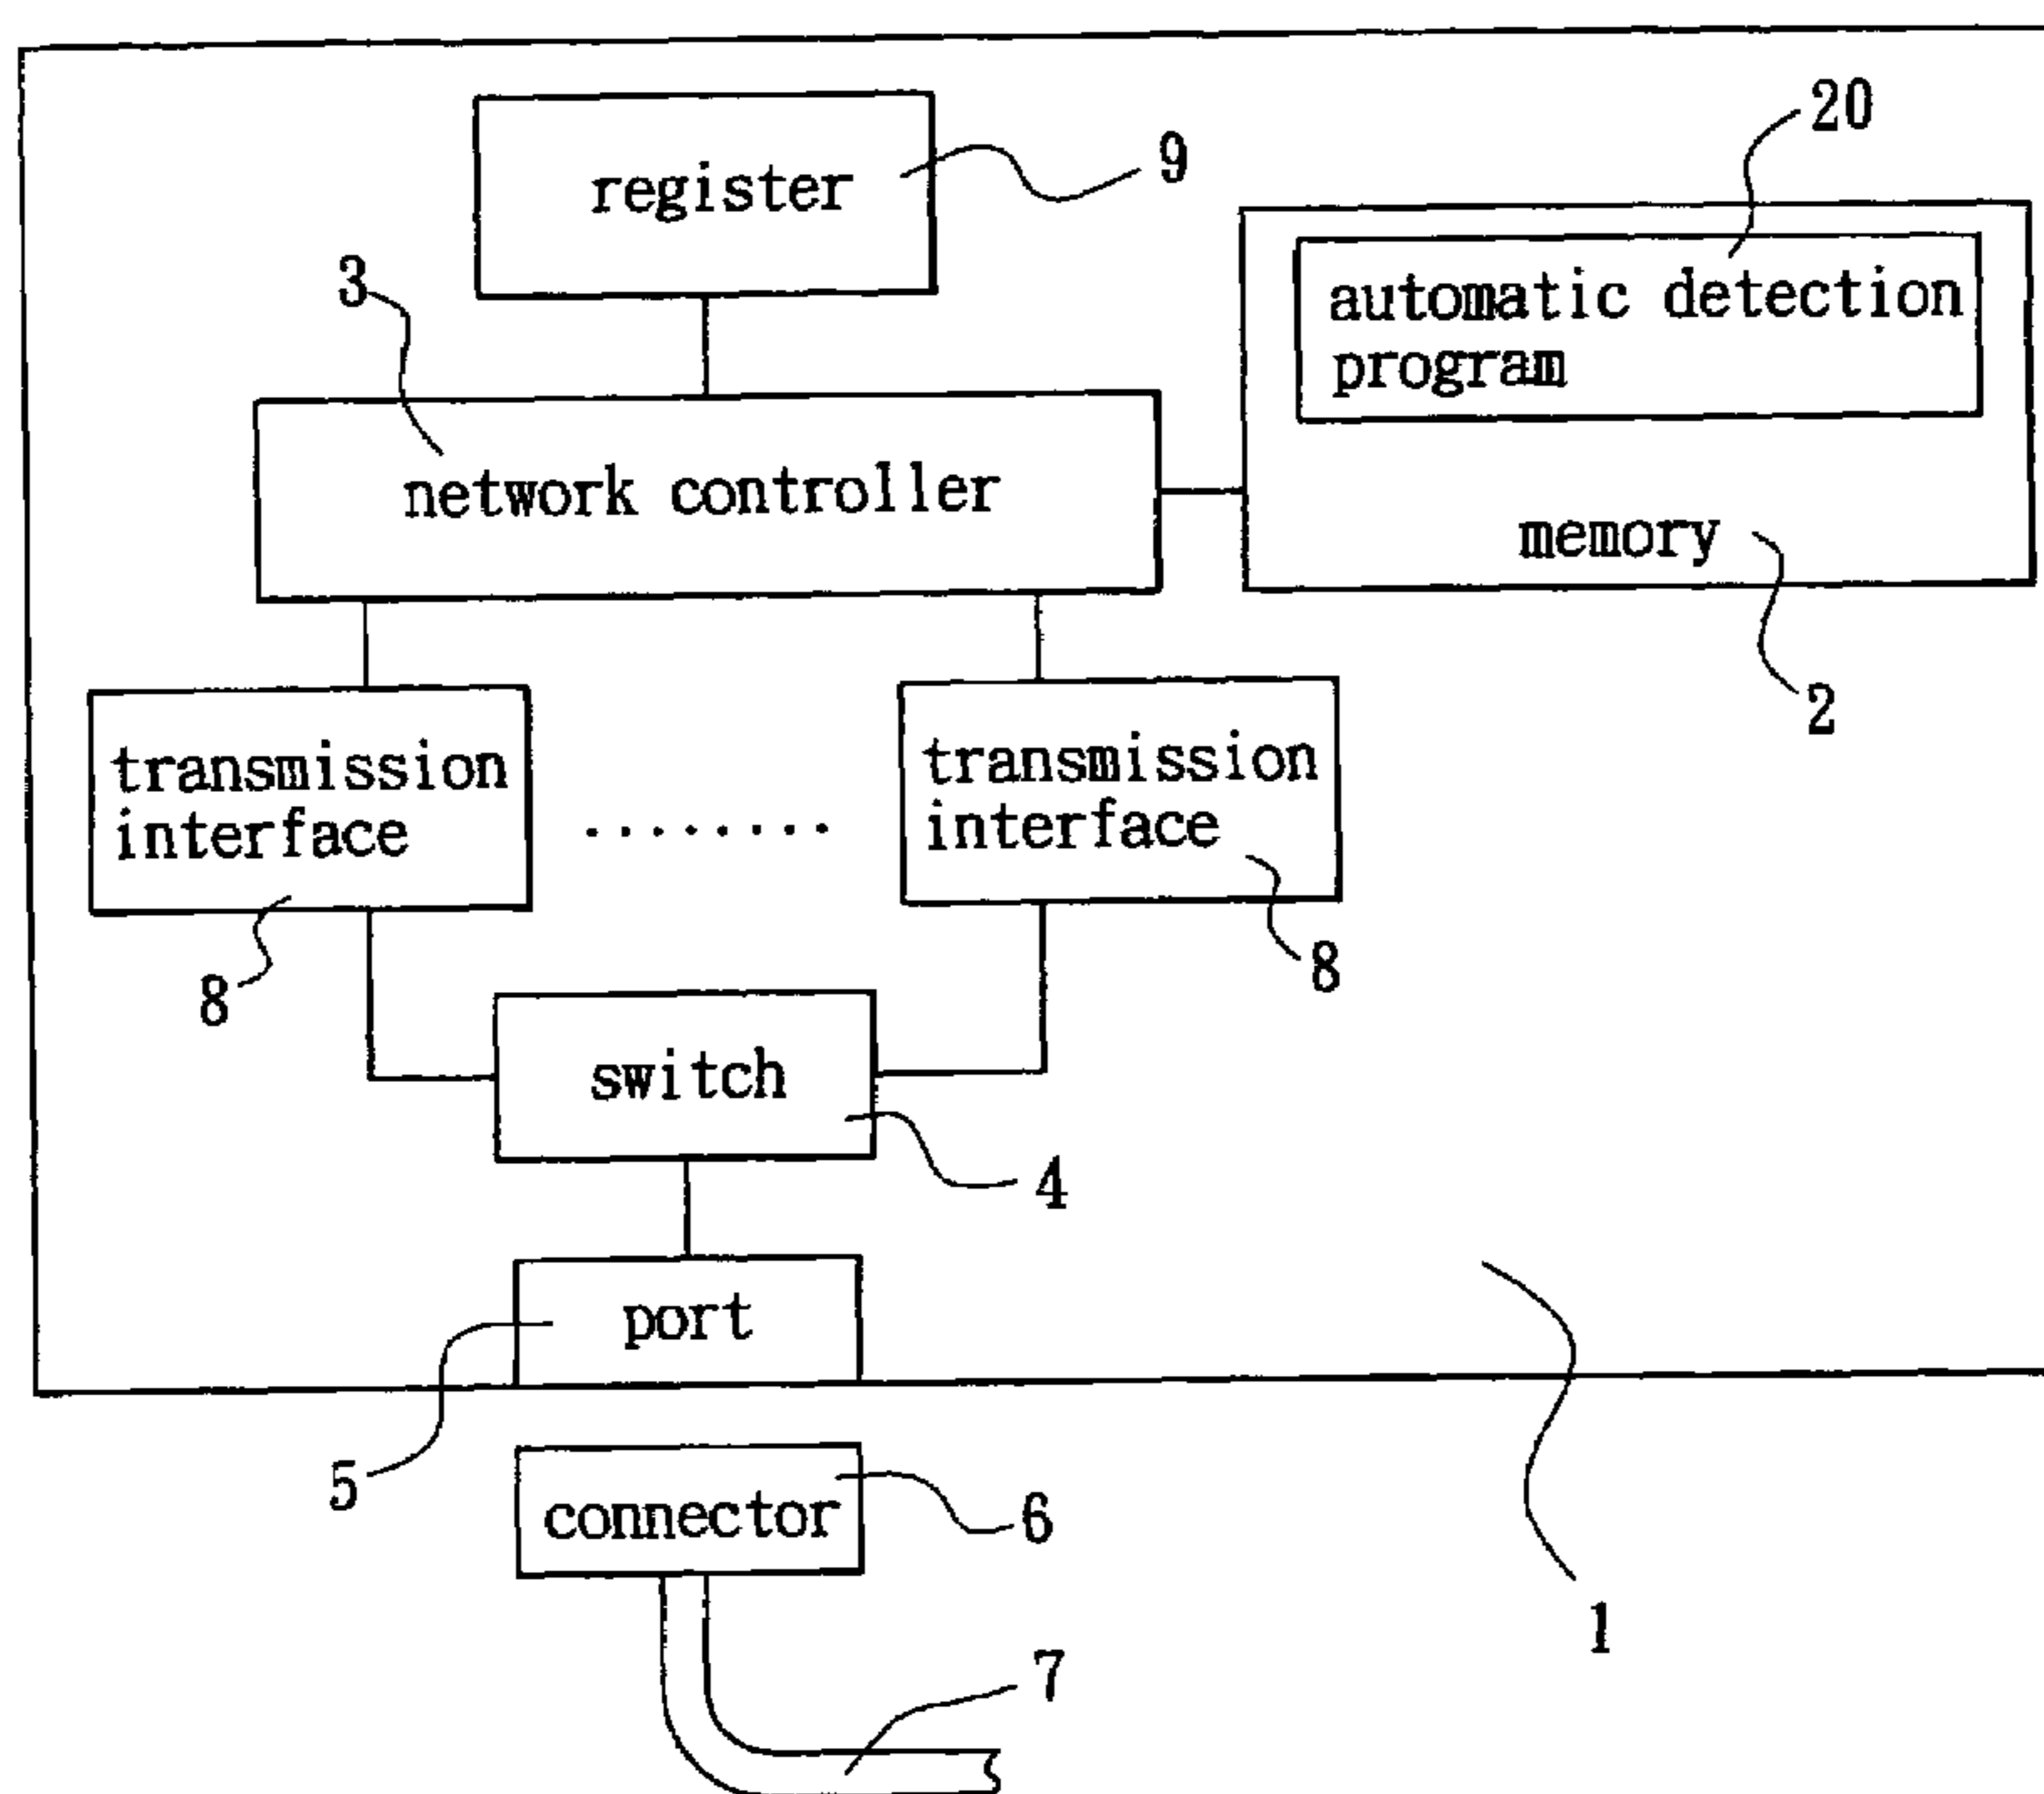 20
9
register
3
automatic detection
program
network controller
memory
2
transmission
interface
........
transmission
interface
8
8
switch
4
port
5
connector
6
1
7